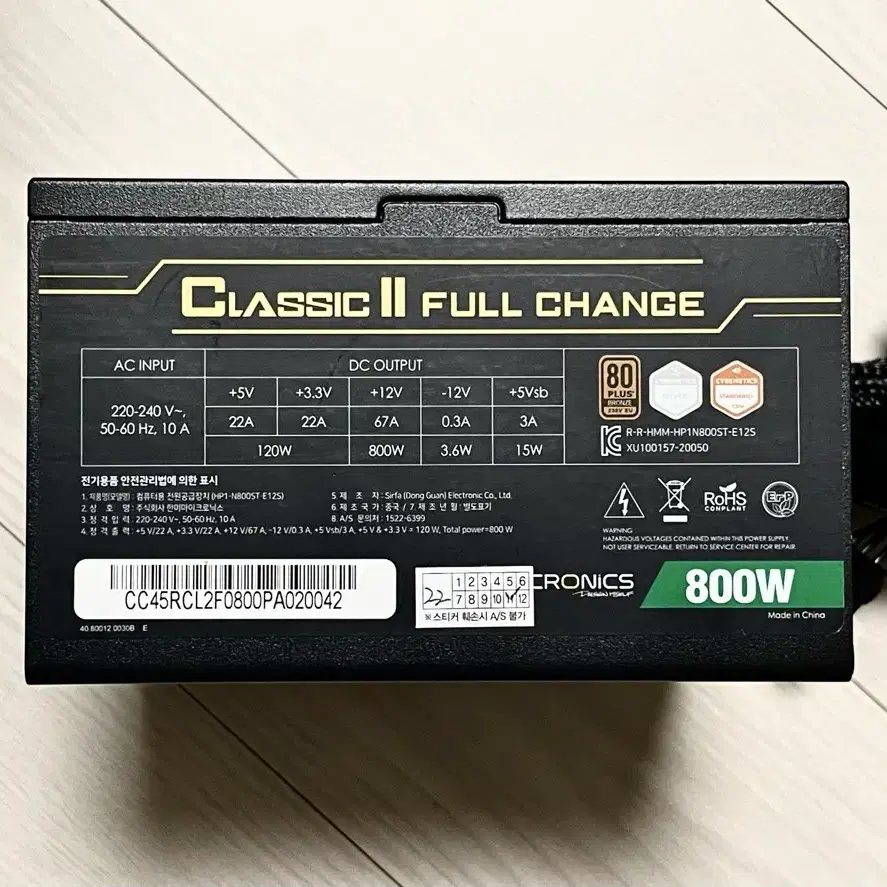 CLASSIC II FULL CHANGE
AC INPUT
DC OUTPUT
+5V +3.3V +12V -12V +5Vsb
220-240 V~,
50-60 Hz, 10 A
22A 22A 67A 0.3A 3A
120W 800W 3.6W 15W
80
PLUS
BRONZE
230V EU
CYBENETICS
CYBENETICS
STANDARD+
R-R-HMM-HP1N800ST-E12S
XU100157-20050
전기용품 안전관리법에 의한 표시
1. 제품명(모델명) : 컴퓨터용 전원공급장치 (HP1-N800ST-E12S)
2. 상 호 명 : 주식회사 한미마이크로닉스
3. 정 격 입 력 : 220-240 V~, 50-60 Hz, 10 A
4. 정 격 출 력 : +5 V/22 A, +3.3 V/22 A, +12 V/67 A, -12 V/0.3 A, +5 Vsb/3 A, +5 V & +3.3 V = 120 W, Total power=800 W
5. 제 조 자 : Sirfa (Dong Guan) Electronic Co., Ltd.
6. 제 조 국 가 : 중국 / 7. 제 조 년 월 : 별도표기
8. A/S 문의처 : 1522-6399
RoHS
COMPLIANT
ErP
WARNING
HAZARDOUS VOLTAGES CONTAINED WITHIN THIS POWER SUPPLY.
NOT USER SERVICEABLE, RETURN TO SERVICE CENTER FOR REPAIR.
CC45RCL2F0800PA020042
22 1 2 3 4 5 6
7 8 9 10 12
※ 스티커 훼손시 A/S 불가
CRONICS
DESIGN ITSELF
800W
Made in China
40 80012 0030B E